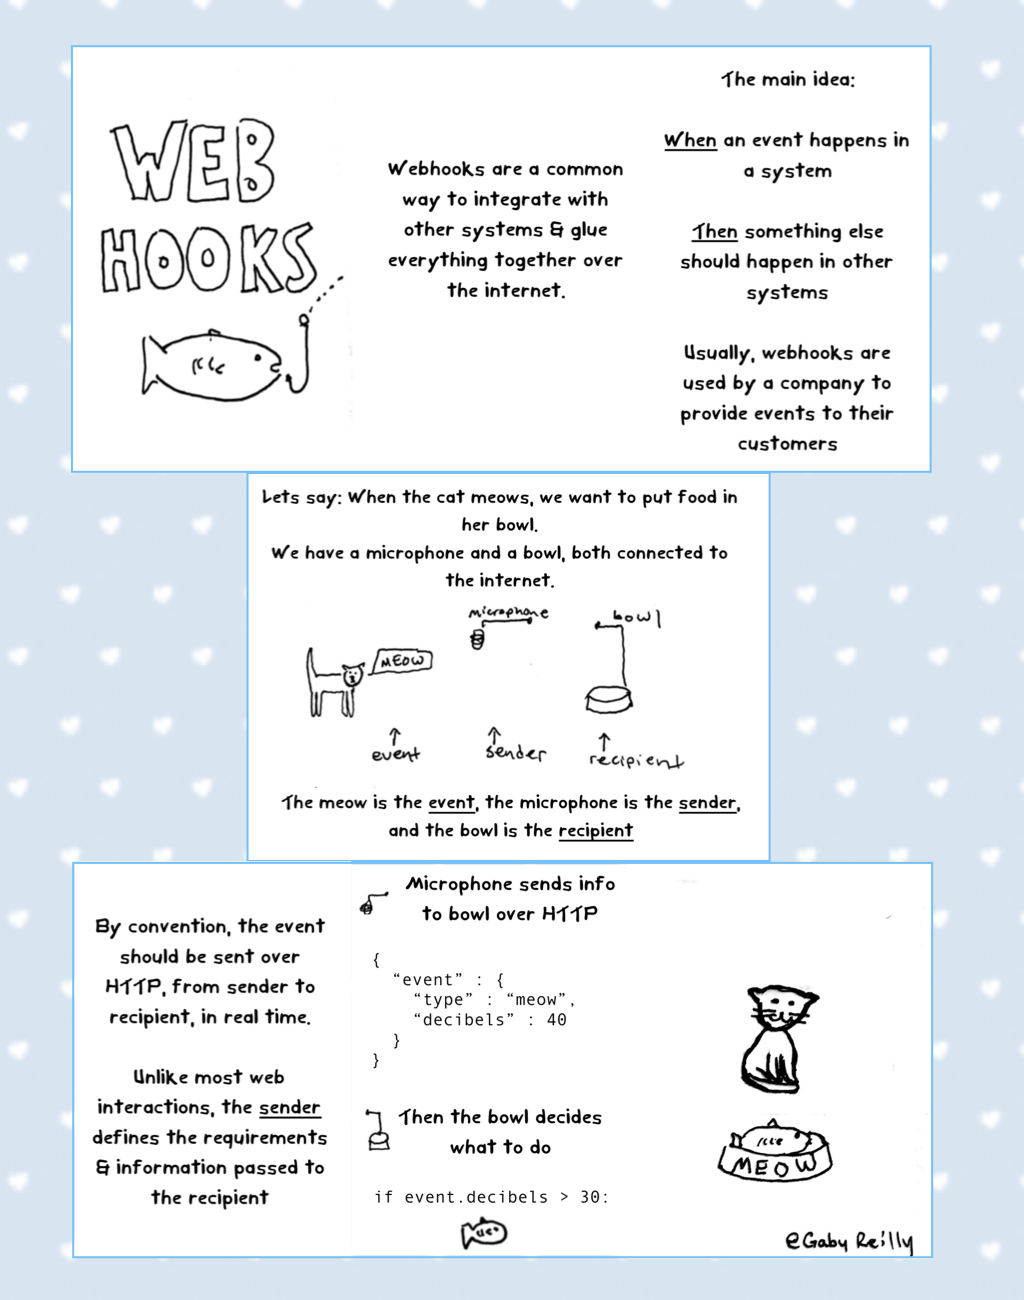 WEB
HOOKS
Webhooks are a common
way to integrate with
other systems & glue
everything together over
the internet.
The main idea:
When an event happens in
a system
Then something else
should happen in other
systems
Usually, webhooks are
used by a company to
provide events to their
customers
Lets say: When the cat meows, we want to put food in
her bowl.
We have a microphone and a bowl, both connected to
the internet.
microphone
bowl
MEOW
event
sender
recipient
The meow is the event, the microphone is the sender,
and the bowl is the recipient
By convention, the event
should be sent over
HTTP, from sender to
recipient, in real time.
Unlike most web
interactions, the sender
defines the requirements
& information passed to
the recipient
Microphone sends info
to bowl over HTTP
{
“event” : {
“type” : “meow”,
“decibels” : 40
}
}
Then the bowl decides
what to do
if event.decibels > 30:
MEOW
@Gaby Reilly